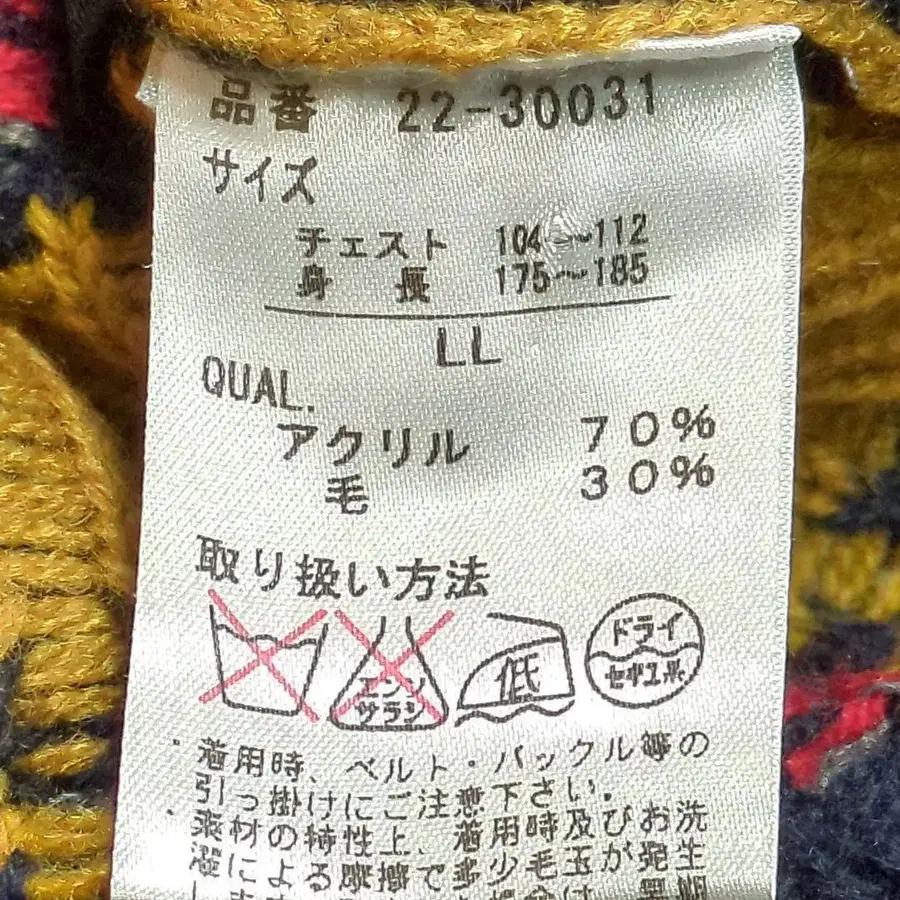 品番 22-30031
サイズ
チェスト 104～112
身長 175～185
LL
QUAL.
アクリル 70%
毛 30%
取り扱い方法
エンソ
サラシ
低
ドライ
セキユ系
・着用時、ベルト・バックル等の
引っ掛けにご注意下さい。
・素材の特性上、着用時及びお洗
濯による摩擦で多少毛玉が発生
します